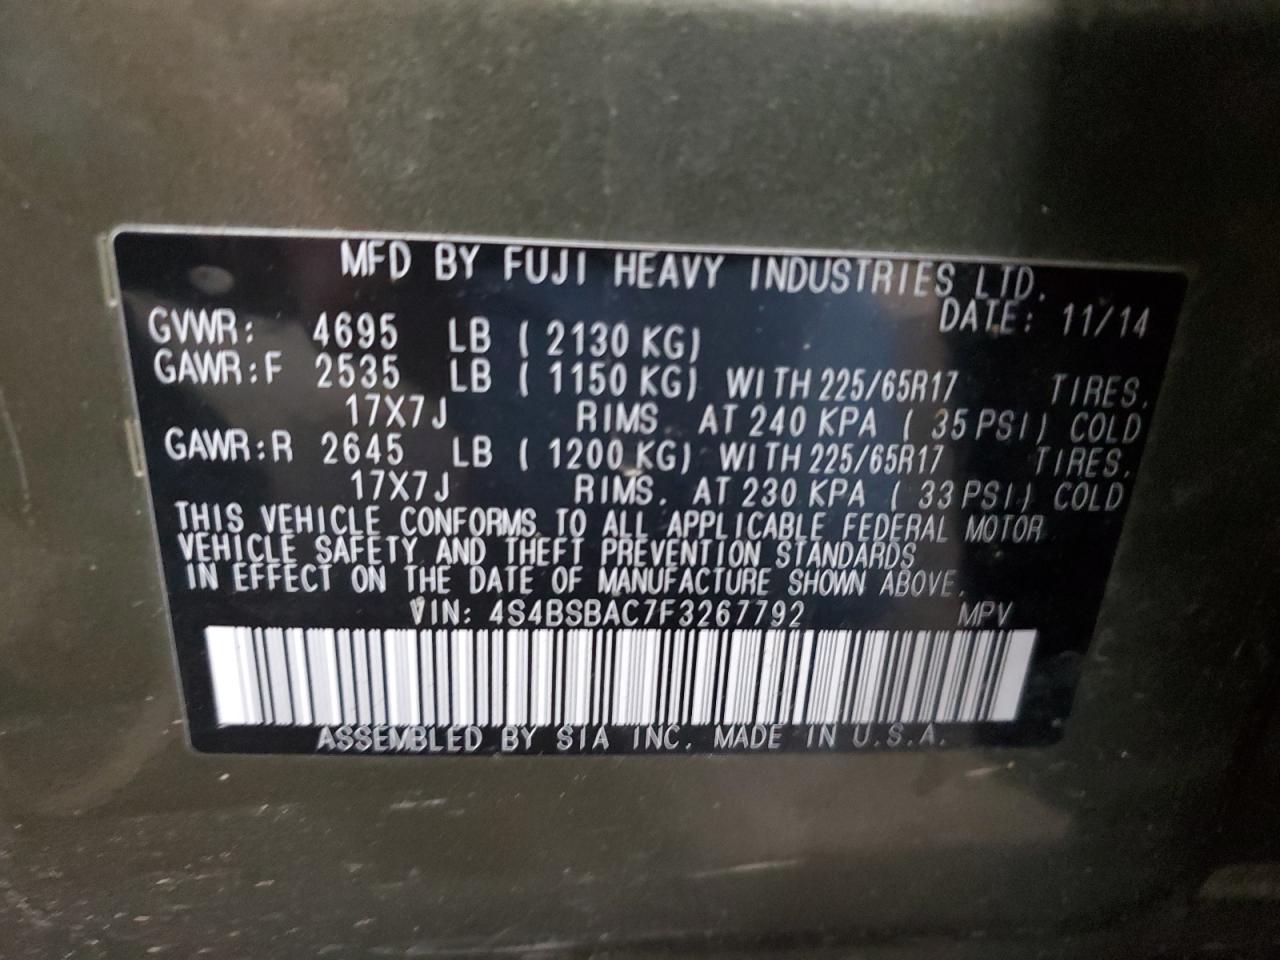 MFD BY FUJI HEAVY INDUSTRIES LTD.
DATE: 11/14
GVWR: 4695 LB ( 2130 KG)
GAWR:F 2535 LB ( 1150 KG) WITH 225/65R17 TIRES,
17X7J RIMS. AT 240 KPA ( 35 PSI) COLD
GAWR:R 2645 LB ( 1200 KG) WITH 225/65R17 TIRES,
17X7J RIMS. AT 230 KPA ( 33 PSI) COLD
THIS VEHICLE CONFORMS TO ALL APPLICABLE FEDERAL MOTOR
VEHICLE SAFETY AND THEFT PREVENTION STANDARDS
IN EFFECT ON THE DATE OF MANUFACTURE SHOWN ABOVE.
VIN: 4S4BSBAC7F3267792 MPV
ASSEMBLED BY SIA INC. MADE IN U.S.A.